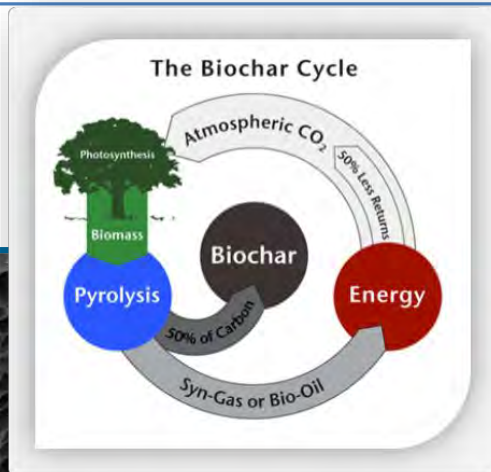 The Biochar Cycle
Atmospheric CO₂
50% Less Returns
Photosynthesis
Biomass
Biochar
Pyrolysis
Energy
50% of Carbon
Syn-Gas or Bio-Oil